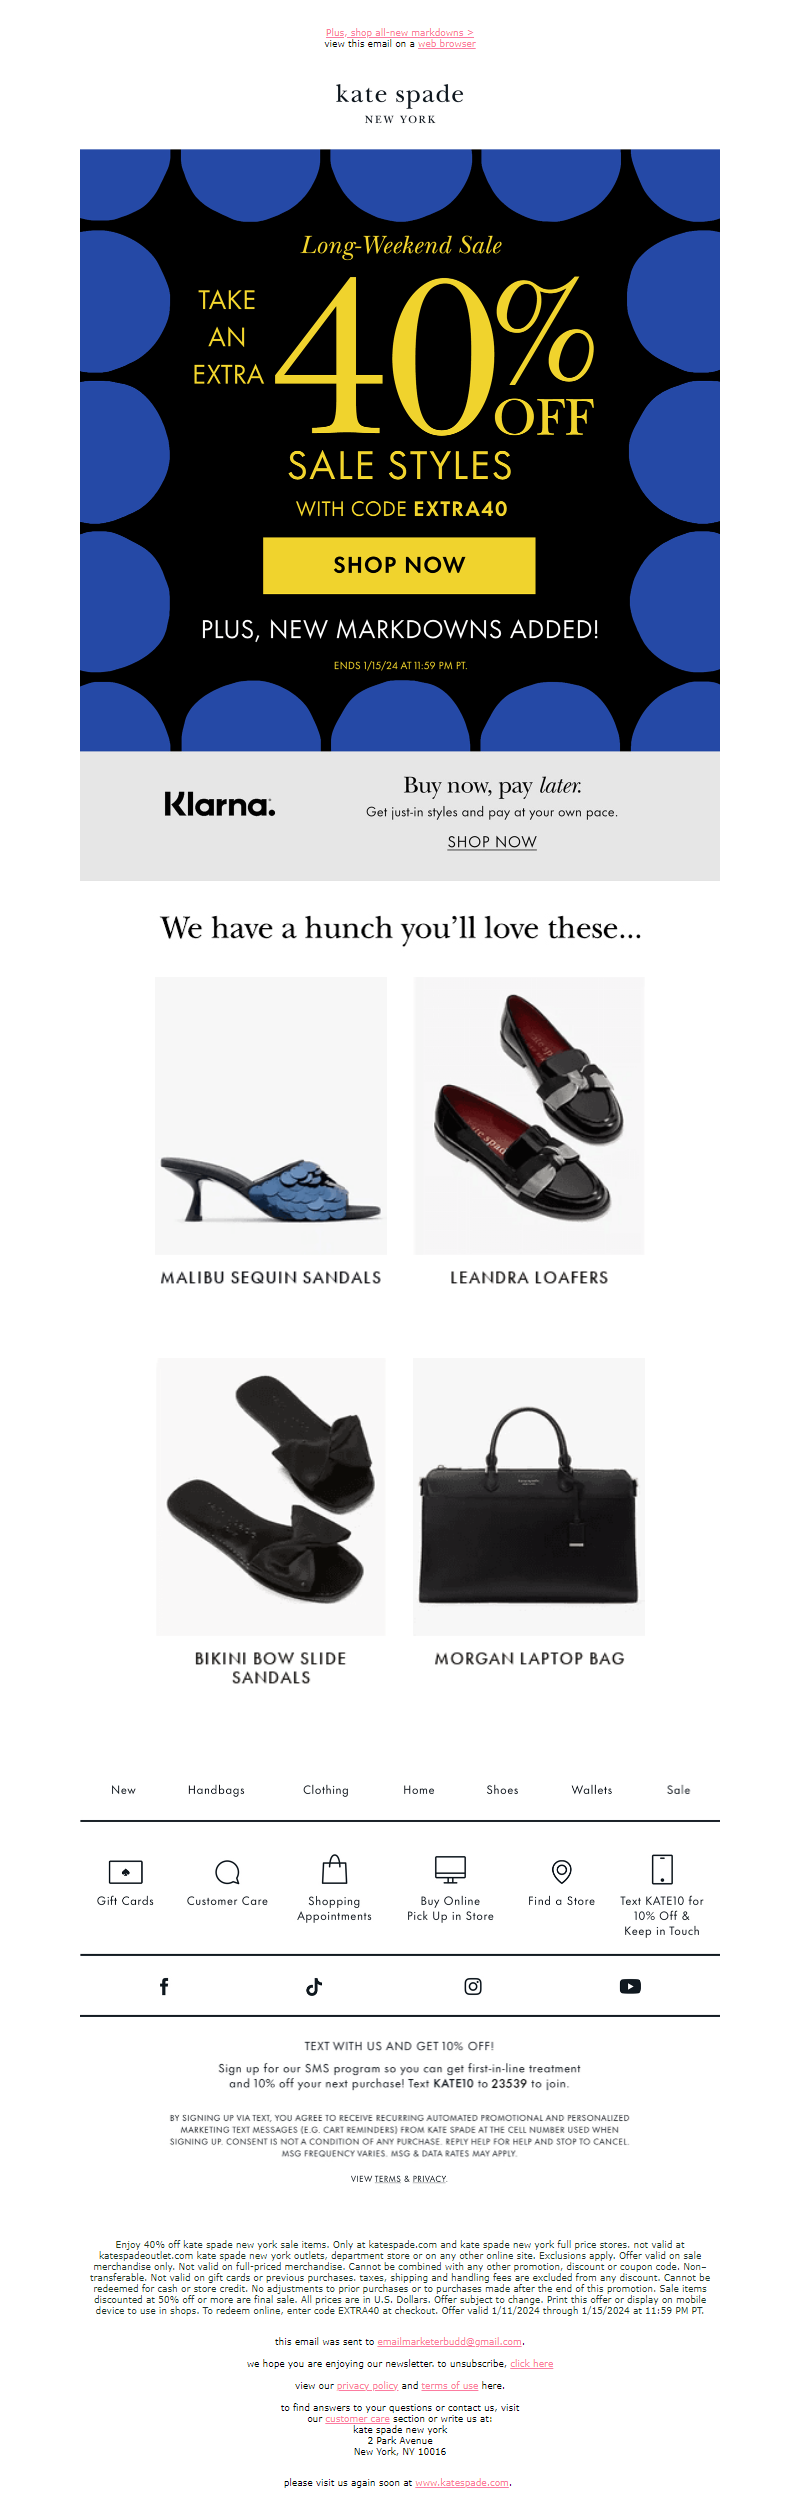 Plus, shop all-new markdowns >
view this email on a web browser
kate spade
NEW YORK
Long-Weekend Sale
TAKE
AN
EXTRA
40%
OFF
SALE STYLES
WITH CODE EXTRA40
SHOP NOW
PLUS, NEW MARKDOWNS ADDED!
ENDS 1/15/24 AT 11:59 PM PT.
Klarna.
Buy now, pay later.
Get just-in styles and pay at your own pace.
SHOP NOW
We have a hunch you'll love these...
MALIBU SEQUIN SANDALS
LEANDRA LOAFERS
BIKINI BOW SLIDE
SANDALS
MORGAN LAPTOP BAG
New Handbags Clothing Home Shoes Wallets Sale
Gift Cards
Customer Care
Shopping
Appointments
Buy Online
Pick Up in Store
Find a Store
Text KATE10 for
10% Off &
Keep in Touch
TEXT WITH US AND GET 10% OFF!
Sign up for our SMS program so you can get first-in-line treatment
and 10% off your next purchase! Text KATE10 to 23539 to join.
BY SIGNING UP VIA TEXT, YOU AGREE TO RECEIVE RECURRING AUTOMATED PROMOTIONAL AND PERSONALIZED
MARKETING TEXT MESSAGES (E.G. CART REMINDERS) FROM KATE SPADE AT THE CELL NUMBER USED WHEN
SIGNING UP. CONSENT IS NOT A CONDITION OF ANY PURCHASE. REPLY HELP FOR HELP AND STOP TO CANCEL.
MSG FREQUENCY VARIES. MSG & DATA RATES MAY APPLY.
VIEW TERMS & PRIVACY.
Enjoy 40% off kate spade new york sale items. Only at katespade.com and kate spade new york full price stores. not valid at
katespadeoutlet.com kate spade new york outlets, department store or on any other online site. Exclusions apply. Offer valid on sale
merchandise only. Not valid on full-priced merchandise. Cannot be combined with any other promotion, discount or coupon code. Non-
transferable. Not valid on gift cards or previous purchases. taxes, shipping and handling fees are excluded from any discount. Cannot be
redeemed for cash or store credit. No adjustments to prior purchases or to purchases made after the end of this promotion. Sale items
discounted at 50% off or more are final sale. All prices are in U.S. Dollars. Offer subject to change. Print this offer or display on mobile
device to use in shops. To redeem online, enter code EXTRA40 at checkout. Offer valid 1/11/2024 through 1/15/2024 at 11:59 PM PT.
this email was sent to emailmarketerbudd@gmail.com.
we hope you are enjoying our newsletter. to unsubscribe, click here
view our privacy policy and terms of use here.
to find answers to your questions or contact us, visit
our customer care section or write us at:
kate spade new york
2 Park Avenue
New York, NY 10016
please visit us again soon at www.katespade.com.